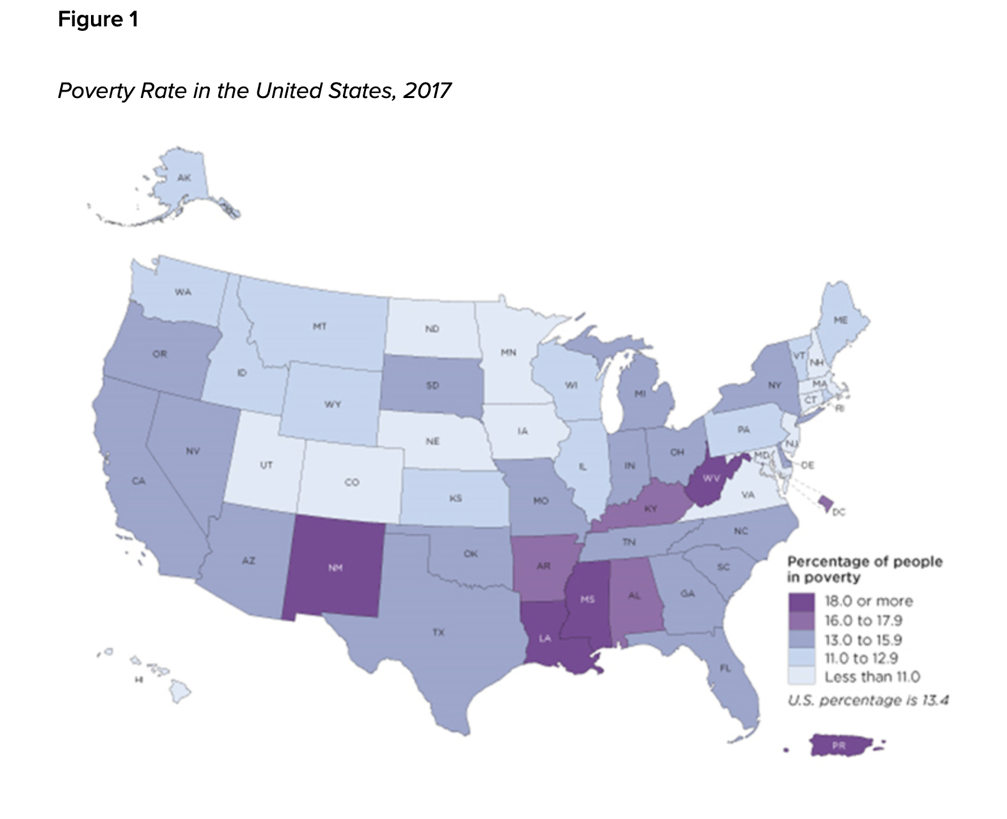 Figure 1
Poverty Rate in the United States, 2017
AK
WA
MT
ND
MN
ME
OR
ID
WY
SD
WI
MI
VT
NH
NY
MA
CT
RI
NV
UT
CO
NE
IA
IL
IN
OH
PA
NJ
CA
KS
MO
KY
WV
MD
DE
VA
DC
AZ
NM
OK
AR
TN
NC
TX
LA
MS
AL
GA
SC
FL
HI
Percentage of people
in poverty
18.0 or more
16.0 to 17.9
13.0 to 15.9
11.0 to 12.9
Less than 11.0
U.S. percentage is 13.4
PR